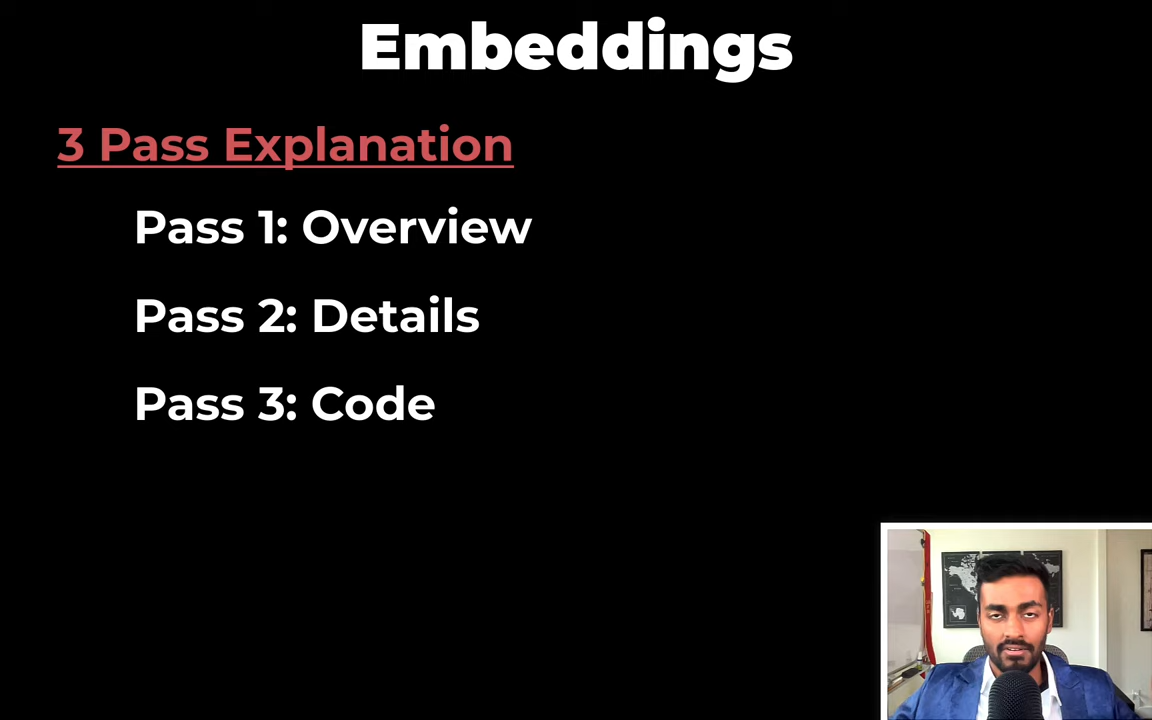 Embeddings
3 Pass Explanation
Pass 1: Overview
Pass 2: Details
Pass 3: Code